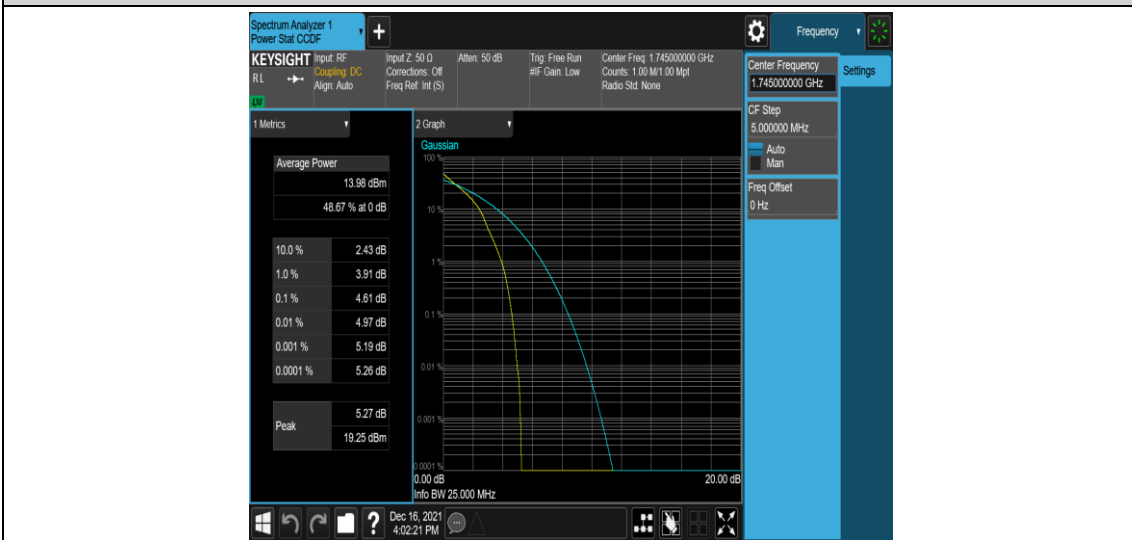 Spectrum Analyzer 1
Power Stat CCDF
+
Frequency
KEYSIGHT
RL
LNI
Input: RF
Coupling: DC
Align: Auto
Input Z: 50 Ω
Corrections: Off
Freq Ref: Int (S)
Atten: 50 dB
Trig: Free Run
#IF Gain: Low
Center Freq: 1.745000000 GHz
Counts: 1.00 M/1.00 Mpt
Radio Std: None
Center Frequency
1.745000000 GHz
Settings
CF Step
5.000000 MHz
Auto
Man
Freq Offset
0 Hz
1 Metrics
Average Power
13.98 dBm
48.67 % at 0 dB
10.0 % 2.43 dB
1.0 % 3.91 dB
0.1 % 4.61 dB
0.01 % 4.97 dB
0.001 % 5.19 dB
0.0001 % 5.26 dB
Peak
5.27 dB
19.25 dBm
2 Graph
Gaussian
100 %
10 %
1 %
0.1 %
0.01 %
0.001 %
0.0001 %
0.00 dB 20.00 dB
Info BW 25.000 MHz
?
Dec 16, 2021
4:02:21 PM